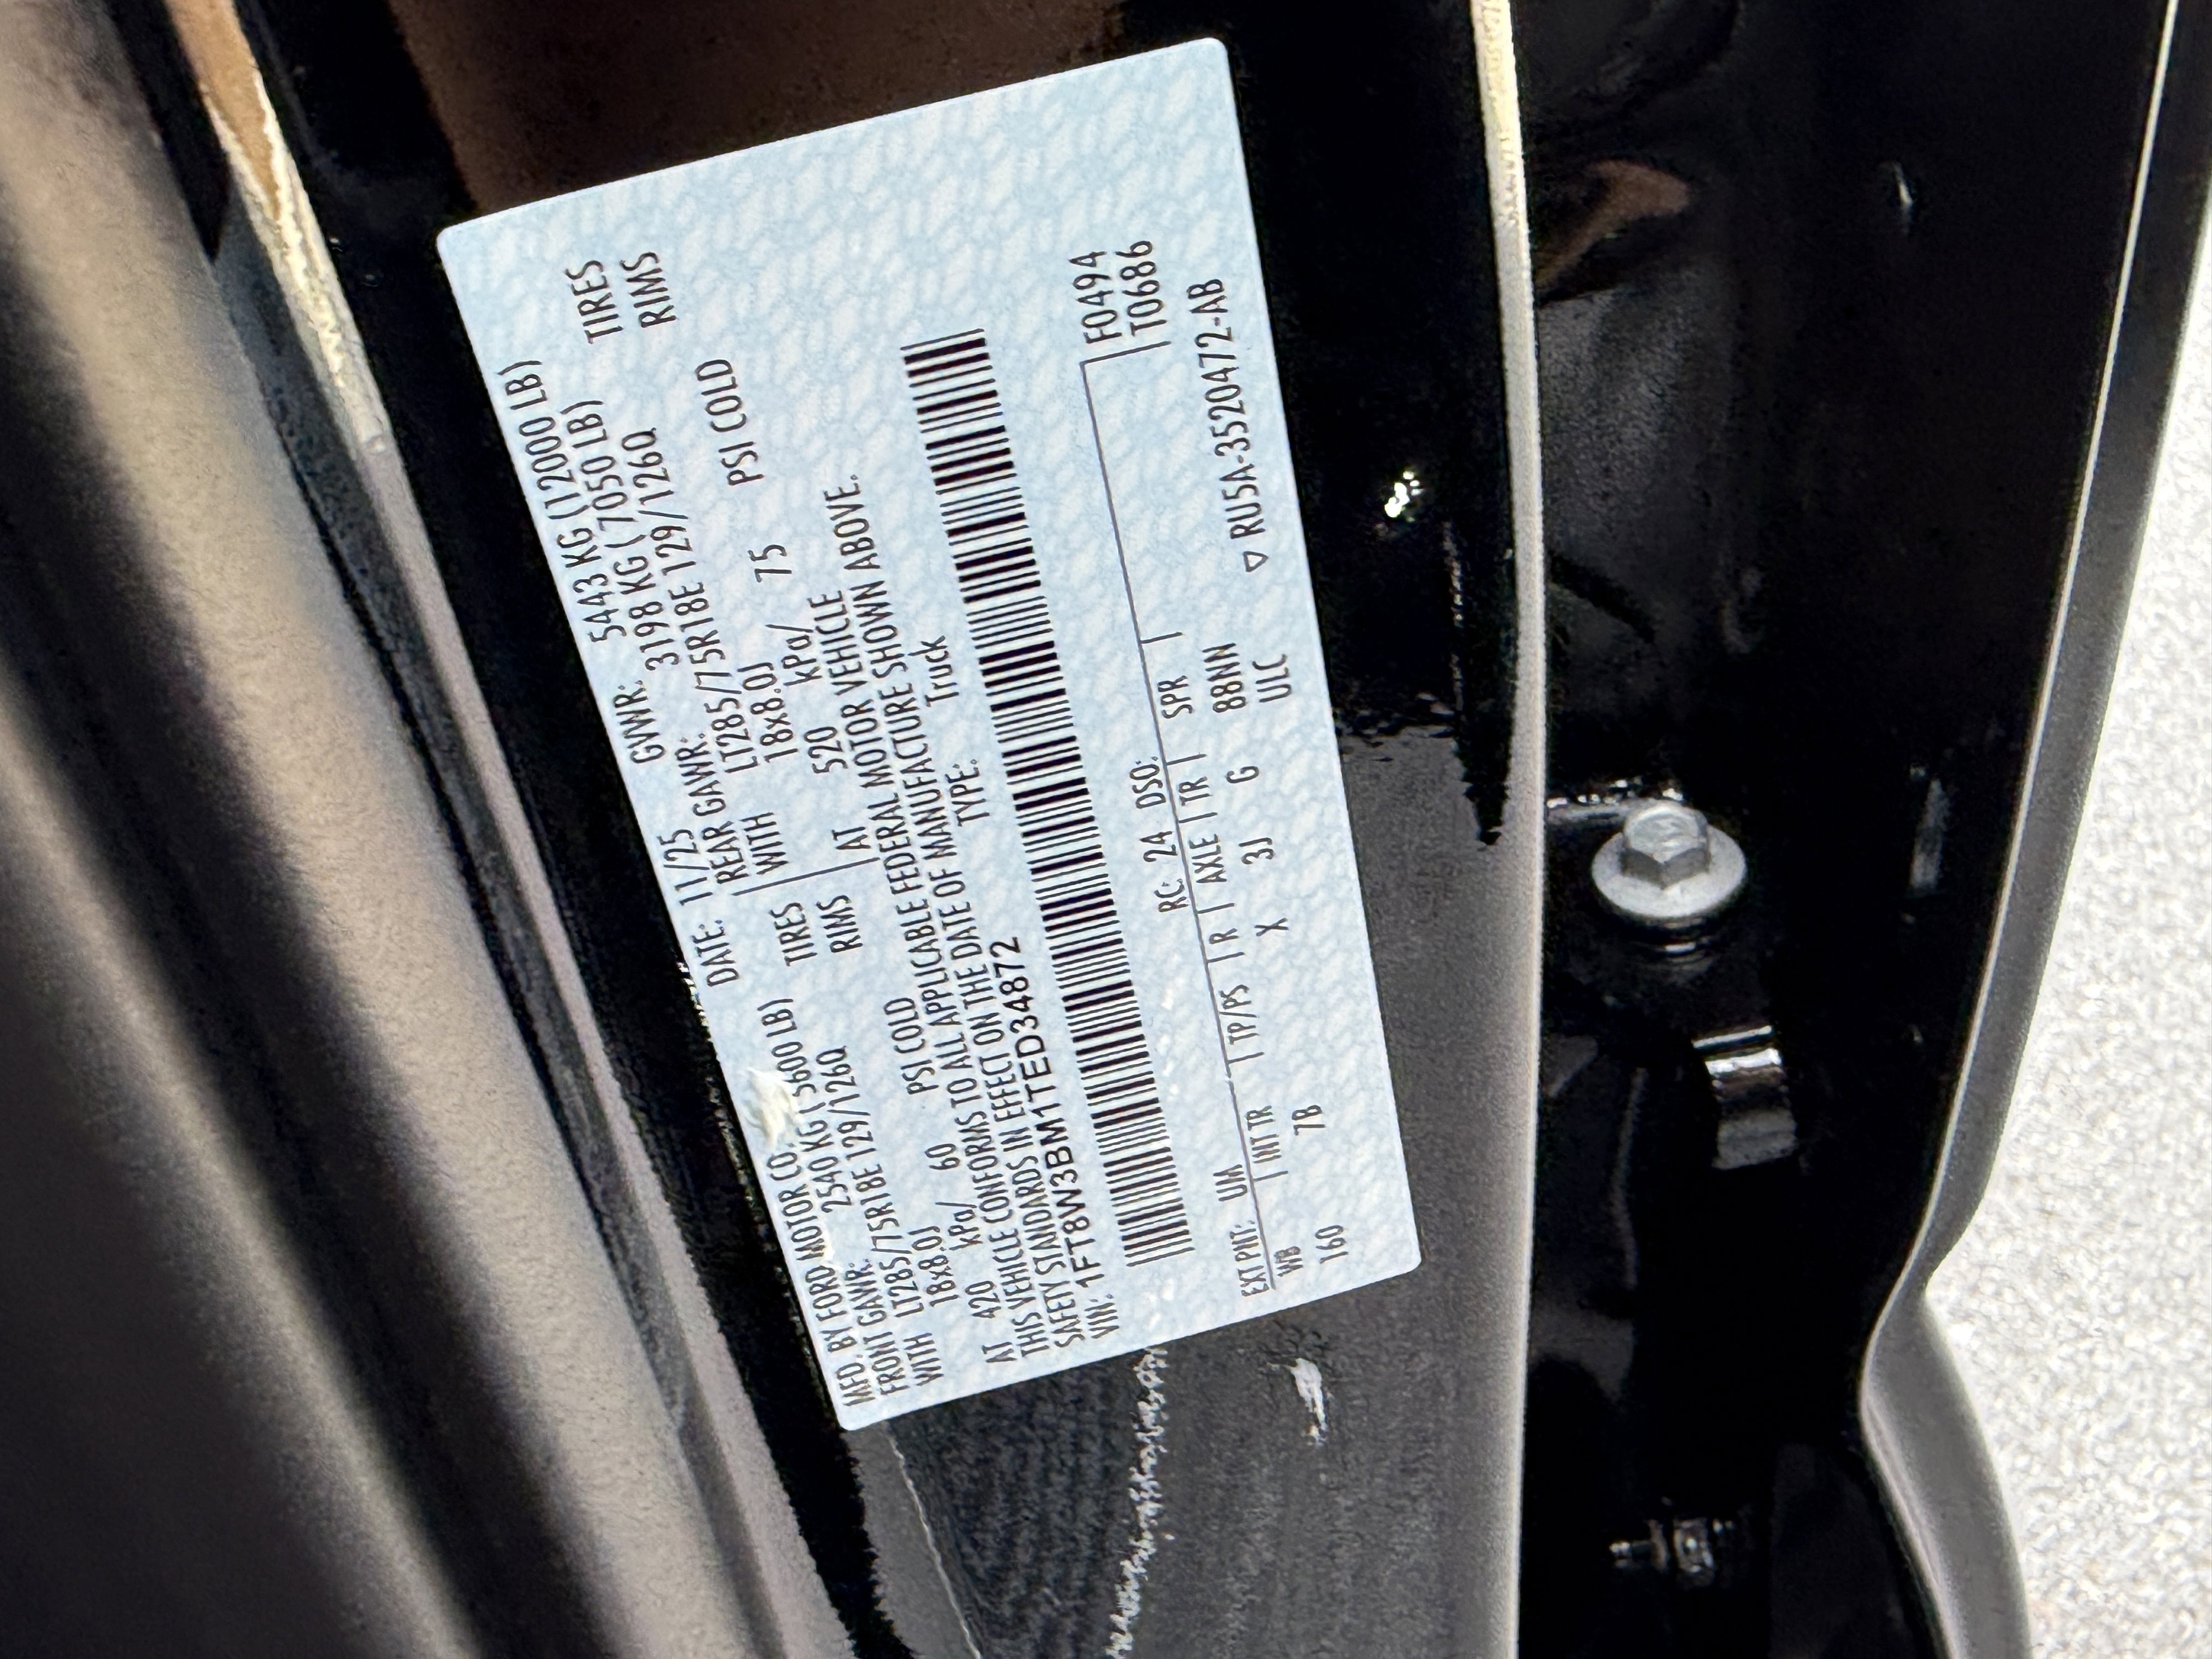 MFD. BY FORD MOTOR CO. DATE: 11/25 GVWR: 5443 KG (12000 LB)
FRONT GAWR: 2540 KG ( 5600 LB) REAR GAWR: 3198 KG ( 7050 LB)
WITH LT285/75R18E 129/126Q TIRES WITH LT285/75R18E 129/126Q TIRES
18x8.0J RIMS 18x8.0J RIMS
AT 420 kPa/ 60 PSI COLD AT 520 kPa/ 75 PSI COLD
THIS VEHICLE CONFORMS TO ALL APPLICABLE FEDERAL MOTOR VEHICLE
SAFETY STANDARDS IN EFFECT ON THE DATE OF MANUFACTURE SHOWN ABOVE.
VIN: 1FT8W3BM1TED34872 TYPE: Truck
EXT PNT: UM RC: 24 DSO: F0494
WB INT TR TP/PS R AXLE TR SPR T0686
160 7B X 3J G 88NN
ULC ▽ RU5A-3520472-AB